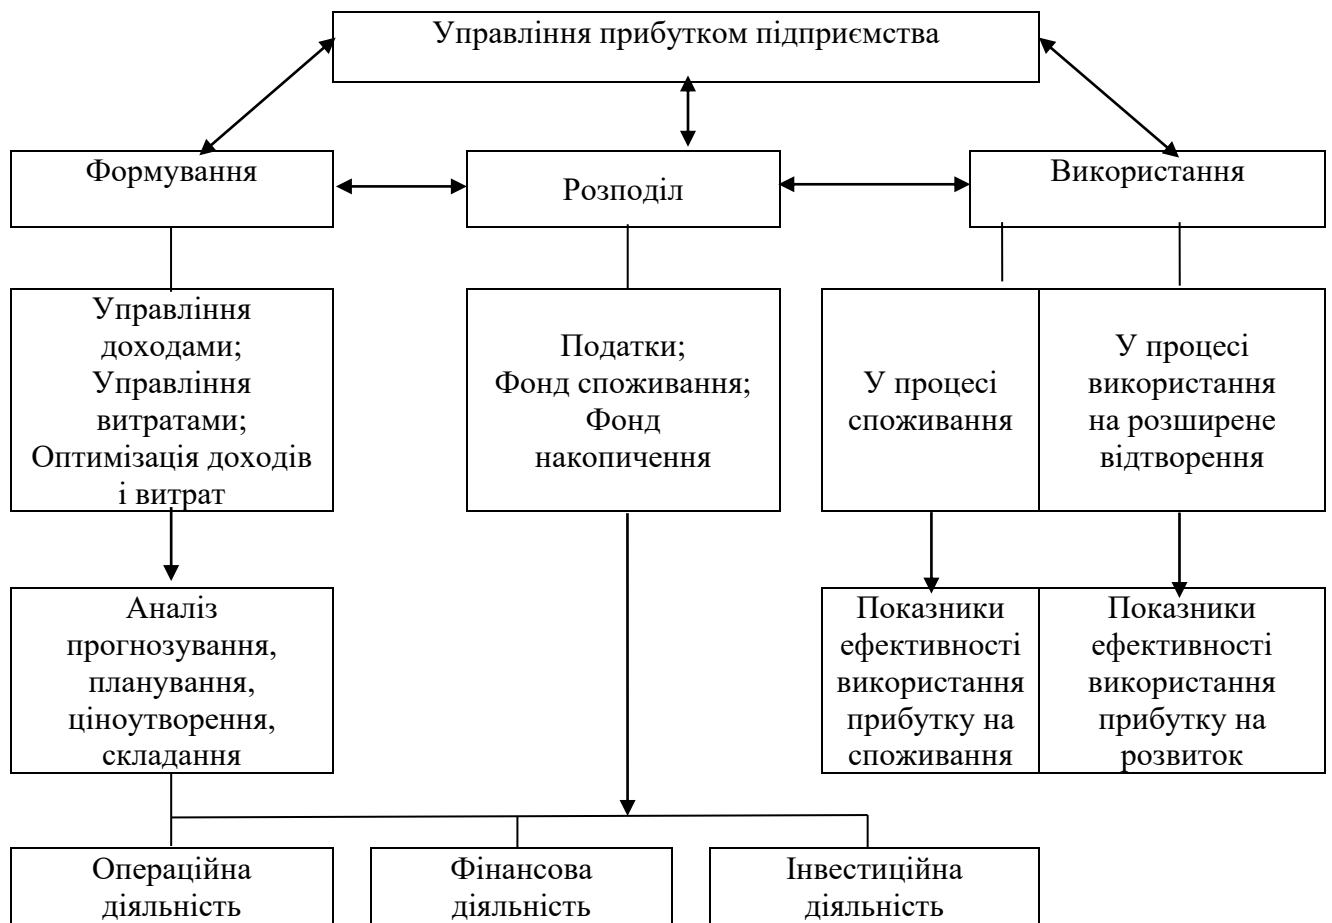 Управління прибутком підприємства
Формування
Розподіл
Використання
Управління
доходами;
Управління
витратами;
Оптимізація доходів
і витрат
Податки;
Фонд споживання;
Фонд
накопичення
У процесі
споживання
У процесі
використання
на розширене
відтворення
Аналіз
прогнозування,
планування,
ціноутворення,
складання
Показники
ефективності
використання
прибутку на
споживання
Показники
ефективності
використання
прибутку на
розвиток
Операційна
діяльність
Фінансова
діяльність
Інвестиційна
діяльність